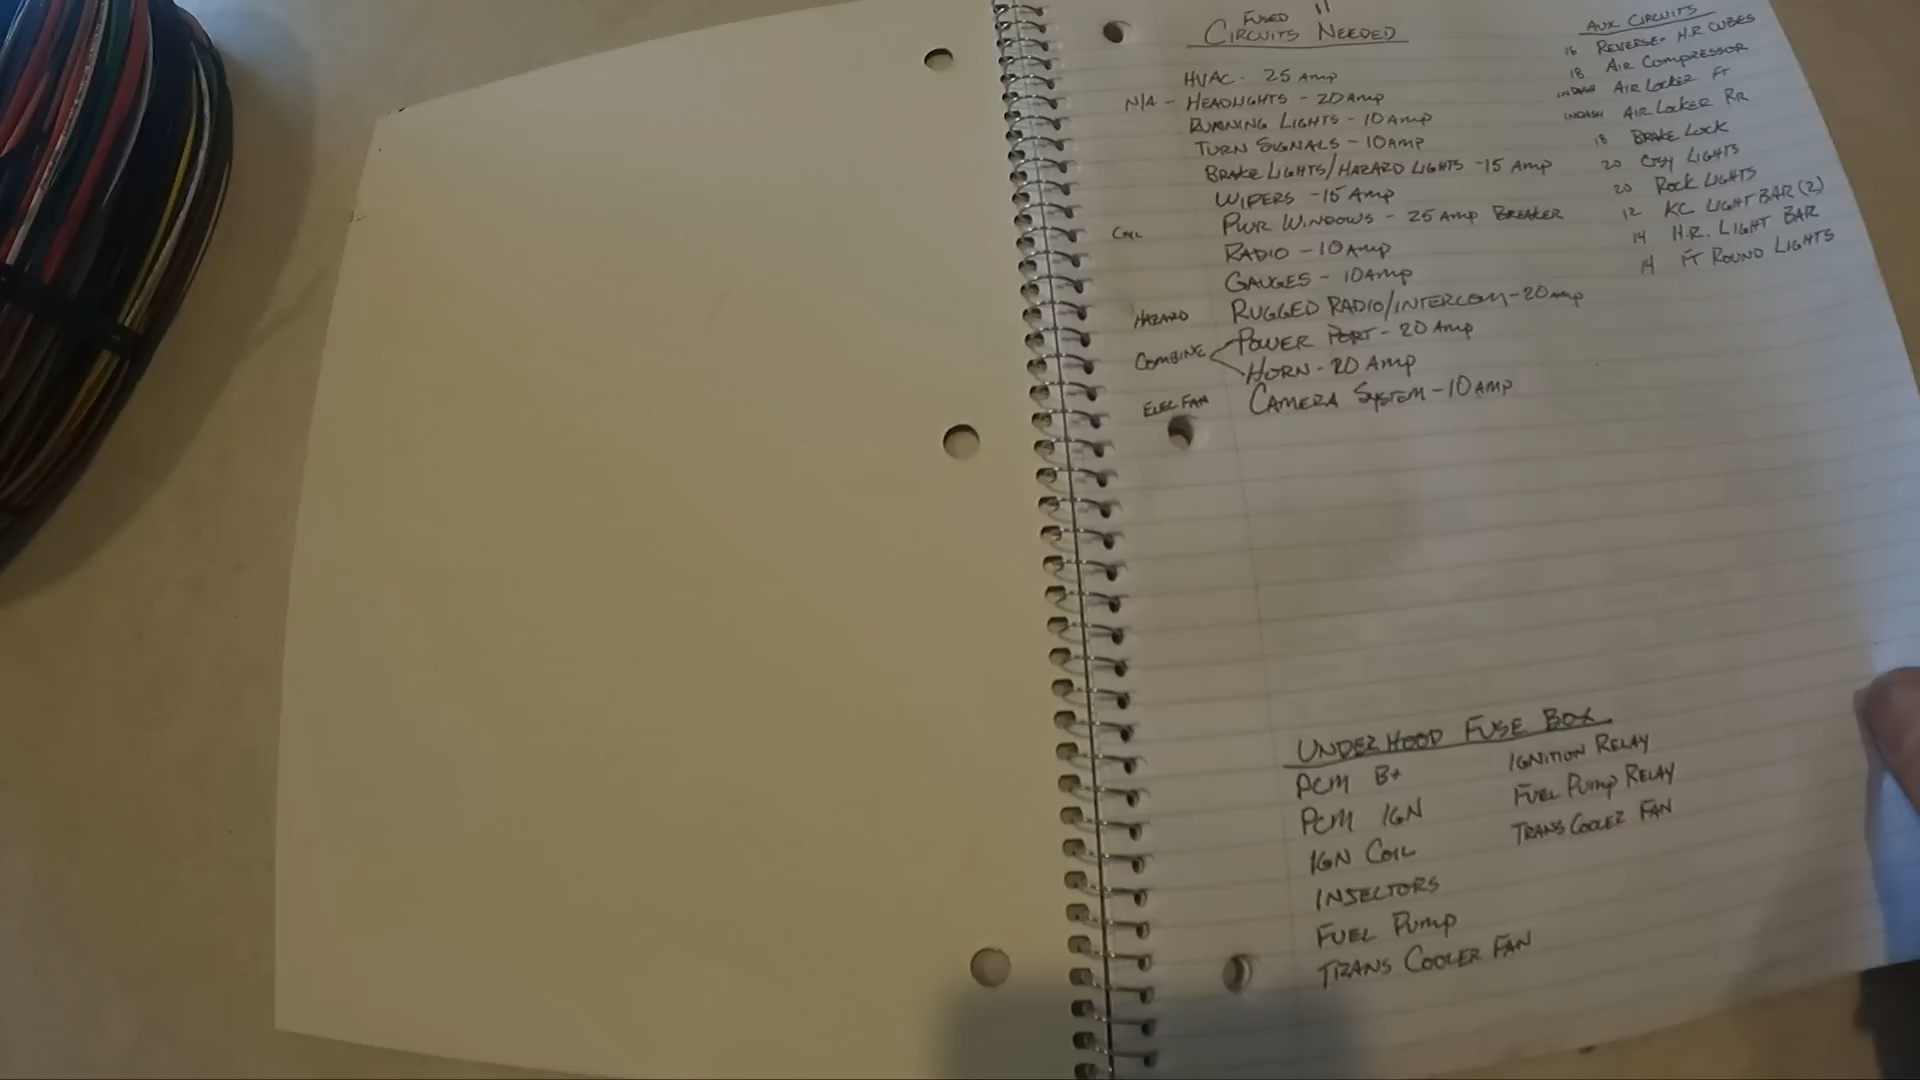 FUSED 11
CIRCUITS NEEDED
HVAC - 25 AMP
N/A - HEADLIGHTS - 20 AMP
RUNNING LIGHTS - 10 AMP
TURN SIGNALS - 10 AMP
BRAKE LIGHTS/HAZARD LIGHTS - 15 AMP
WIPERS - 15 AMP
PWR WINDOWS - 25 AMP BREAKER
COIL
RADIO - 10 AMP
GAUGES - 10 AMP
HAZARD RUGGED RADIO/INTERCOM - 20 AMP
COMBINE POWER PORT - 20 AMP
HORN - 20 AMP
ELEC FAN CAMERA SYSTEM - 10 AMP
AUX CIRCUITS
16 REVERSE + H.R. CUBES
18 AIR COMPRESSOR
INDASH AIR LOCKER FT
INDASH AIR LOCKER RR
18 BRAKE LOCK
20 LIGHTS
20 ROCK LIGHTS
12 KC LIGHT BAR (2)
14 H.R. LIGHT BAR
14 FT ROUND LIGHTS
UNDERHOOD FUSE BOX
PCM B+
PCM IGN
IGN COIL
INJECTORS
FUEL PUMP
TRANS COOLER FAN
IGNITION RELAY
FUEL PUMP RELAY
TRANS COOLER FAN